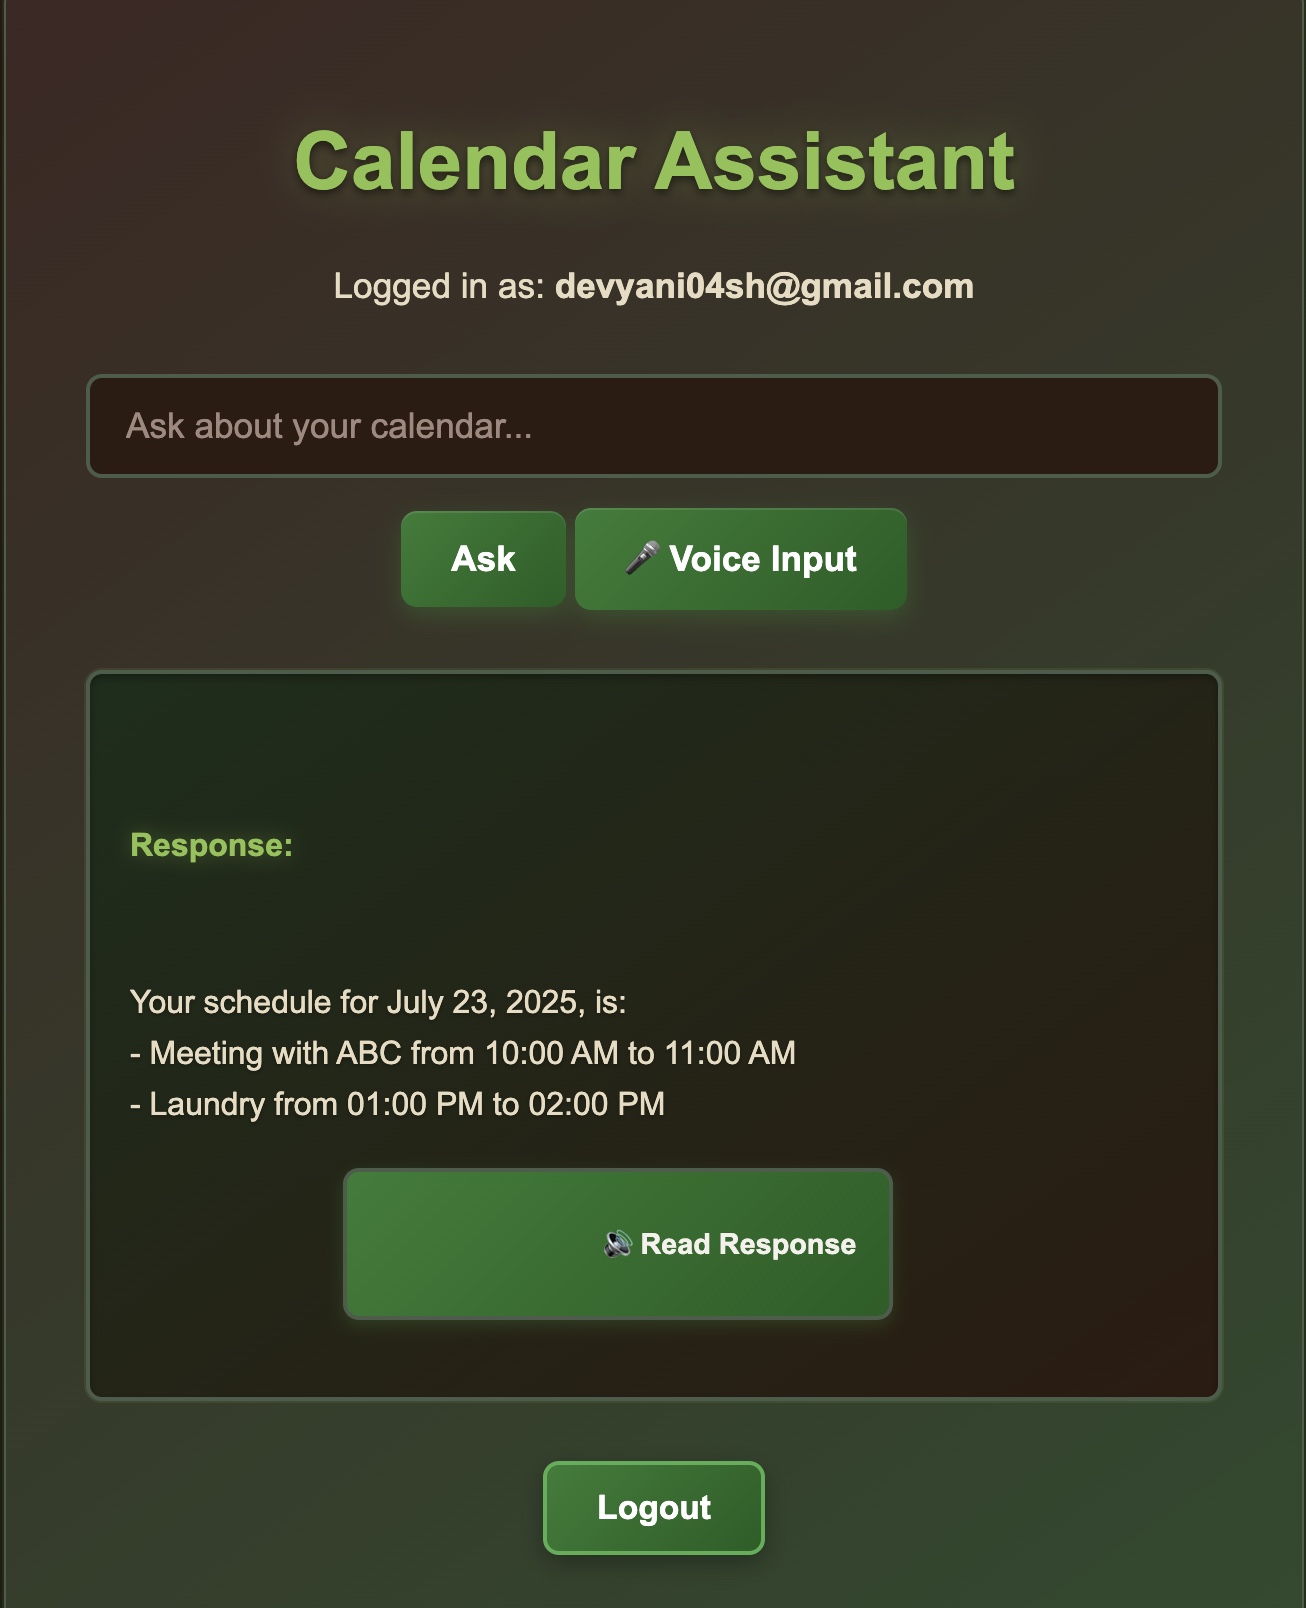 Calendar Assistant
Logged in as: devyani04sh@gmail.com
Ask about your calendar...
Ask
🎤 Voice Input
Response:
Your schedule for July 23, 2025, is:
- Meeting with ABC from 10:00 AM to 11:00 AM
- Laundry from 01:00 PM to 02:00 PM
🔊 Read Response
Logout